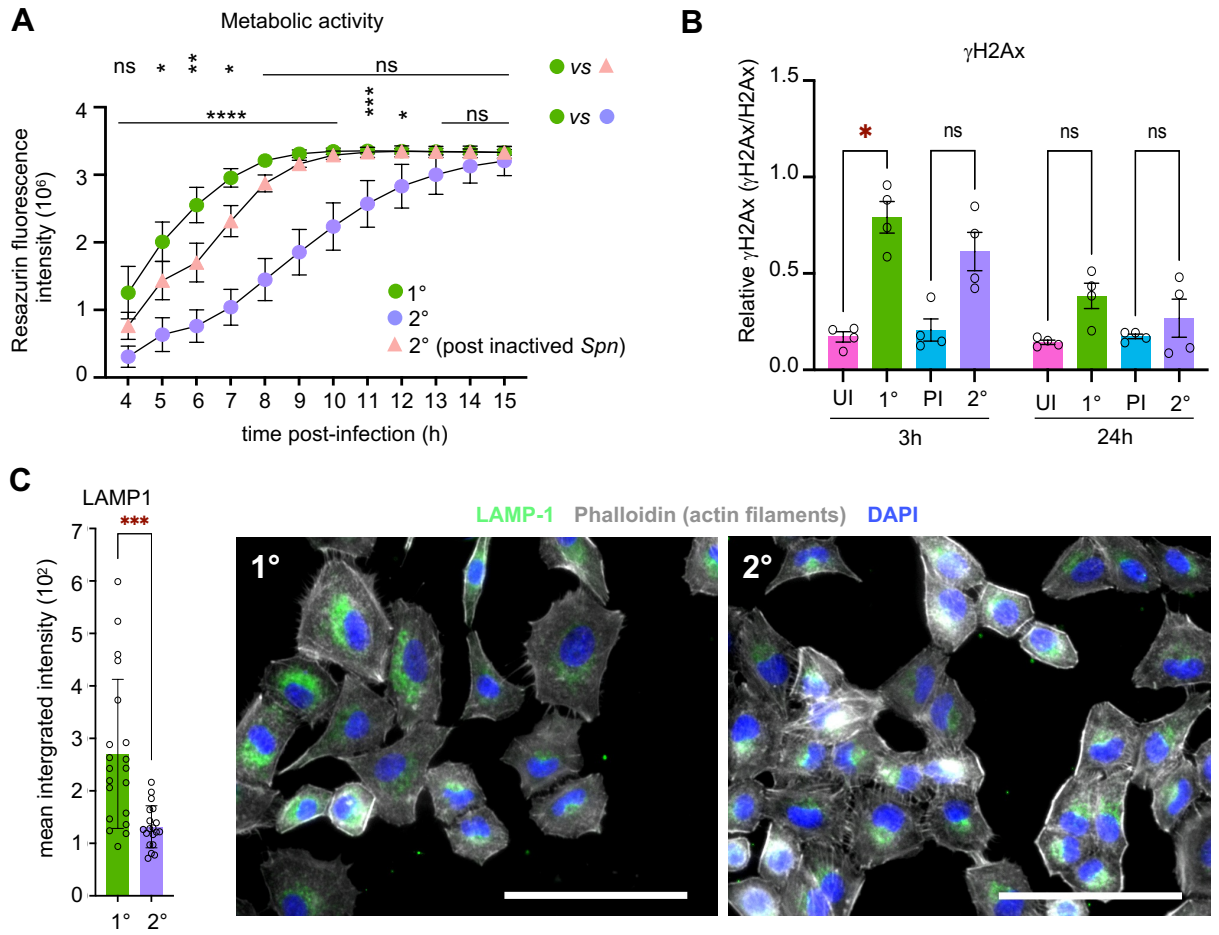 A
Metabolic activity
ns * ** * ns
vs
**** *** * ns
vs
Resazurin fluorescence
intensity (10⁶)
4
3
2
1
0
1°
2°
2° (post inactived Spn)
4 5 6 7 8 9 10 11 12 13 14 15
time post-infection (h)
B
γH2Ax
Relative γH2Ax (γH2Ax/H2Ax)
1.5
1.0
0.5
0.0
* ns ns ns
UI 1° PI 2° UI 1° PI 2°
3h 24h
C
LAMP1
***
mean intergrated intensity (10²)
7
6
5
4
3
2
1
0
1° 2°
LAMP-1 Phalloidin (actin filaments) DAPI
1°
2°